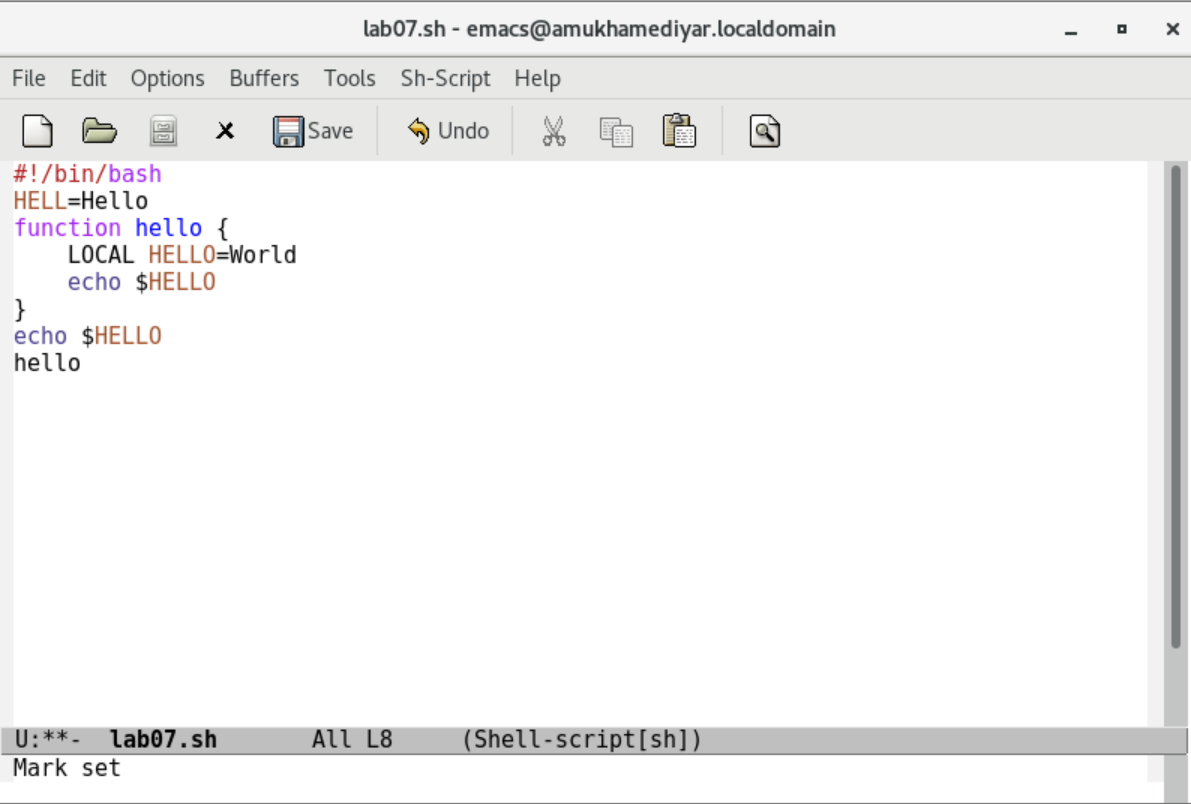 lab07.sh - emacs@amukhamediyar.localdomain
File Edit Options Buffers Tools Sh-Script Help
Save Undo
#!/bin/bash
HELL=Hello
function hello {
    LOCAL HELLO=World
    echo $HELLO
}
echo $HELLO
hello
U:**-  lab07.sh       All L8     (Shell-script[sh])
Mark set